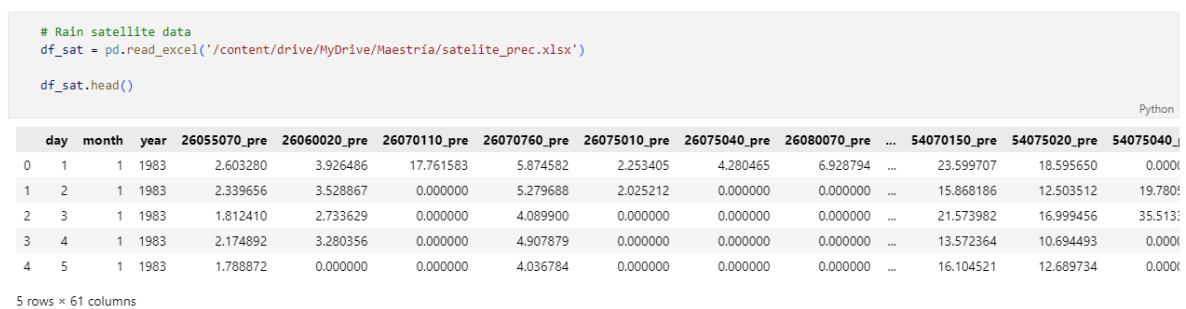 # Rain satellite data
df_sat = pd.read_excel('/content/drive/MyDrive/Maestría/satelite_prec.xlsx')
df_sat.head()
Python
day month year 26055070_pre 26060020_pre 26070110_pre 26070760_pre 26075010_pre 26075040_pre 26080070_pre ... 54070150_pre 54075020_pre 54075040_
0 1 1 1983 2.603280 3.926486 17.761583 5.874582 2.253405 4.280465 6.928794 ... 23.599707 18.595650 0.000
1 2 1 1983 2.339656 3.528867 0.000000 5.279688 2.025212 0.000000 0.000000 ... 15.868186 12.503512 19.780
2 3 1 1983 1.812410 2.733629 0.000000 4.089900 0.000000 0.000000 0.000000 ... 21.573982 16.999456 35.513
3 4 1 1983 2.174892 3.280356 0.000000 4.907879 0.000000 0.000000 0.000000 ... 13.572364 10.694493 0.000
4 5 1 1983 1.788872 0.000000 0.000000 4.036784 0.000000 0.000000 0.000000 ... 16.104521 12.689734 0.000
5 rows × 61 columns